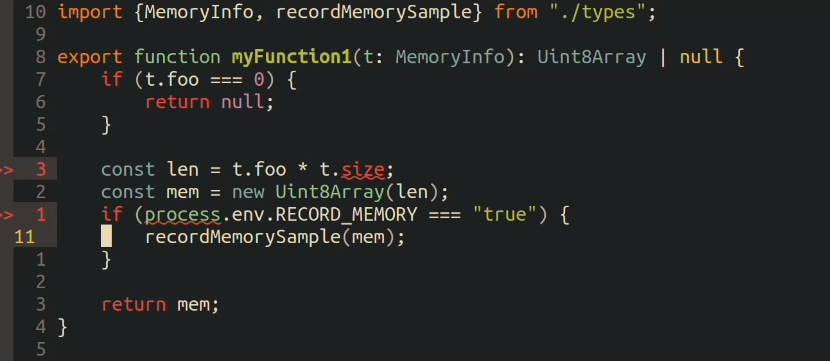 10 import {MemoryInfo, recordMemorySample} from "./types";
9
8 export function myFunction1(t: MemoryInfo): Uint8Array | null {
7     if (t.foo === 0) {
6         return null;
5     }
4
>> 3     const len = t.foo * t.size;
2     const mem = new Uint8Array(len);
>> 1     if (process.env.RECORD_MEMORY === "true") {
11         recordMemorySample(mem);
1     }
2
3     return mem;
4 }
5